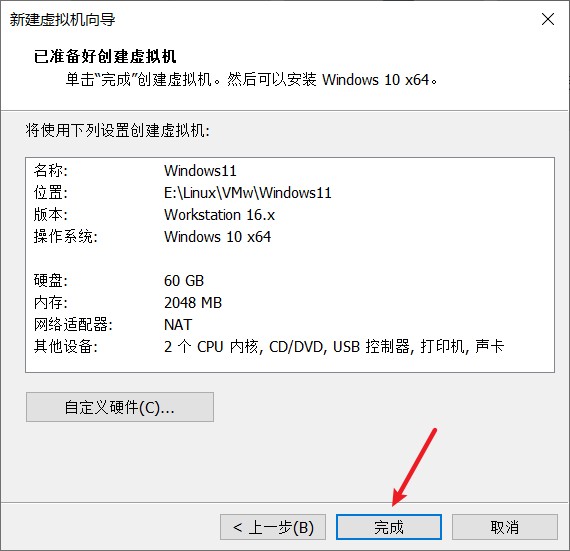 新建虚拟机向导
已准备好创建虚拟机
单击“完成”创建虚拟机。然后可以安装 Windows 10 x64。
将使用下列设置创建虚拟机:
名称: Windows11
位置: E:\Linux\VMw\Windows11
版本: Workstation 16.x
操作系统: Windows 10 x64
硬盘: 60 GB
内存: 2048 MB
网络适配器: NAT
其他设备: 2 个 CPU 内核, CD/DVD, USB 控制器, 打印机, 声卡
自定义硬件(C)...
< 上一步(B) 完成 取消